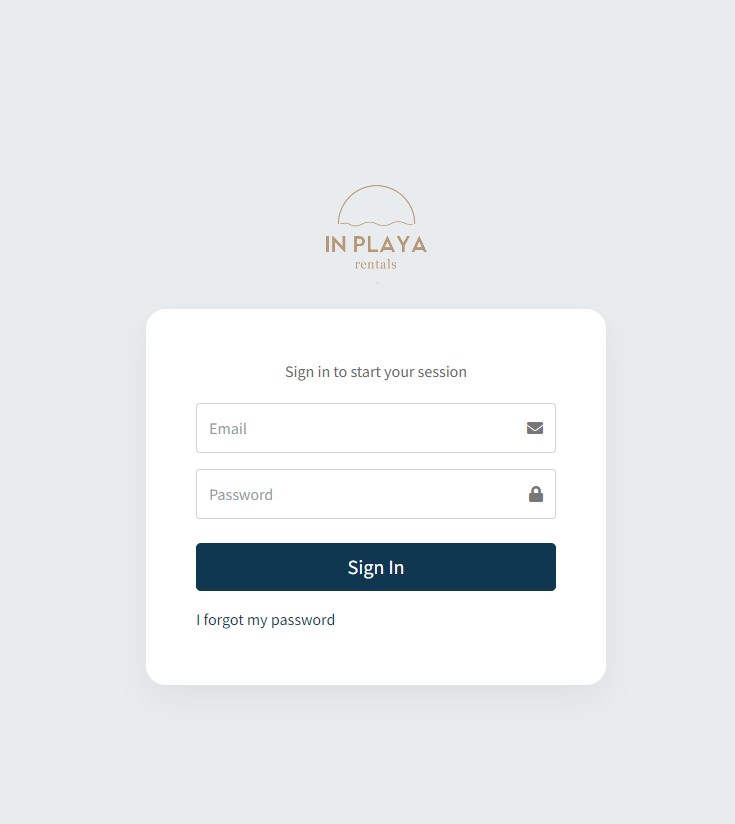 IN PLAYA
rentals
Sign in to start your session
Email
Password
Sign In
I forgot my password